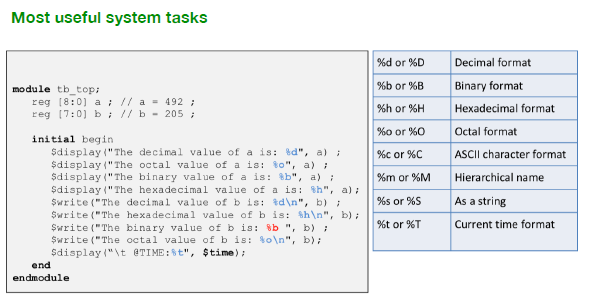 Most useful system tasks
module tb_top;
reg [8:0] a ; // a = 492 ;
reg [7:0] b ; // b = 205 ;
initial begin
$display("The decimal value of a is: %d", a) ;
$display("The octal value of a is: %o", a) ;
$display("The binary value of a is: %b", a) ;
$display("The hexadecimal value of a is: %h", a);
$write("The decimal value of b is: %d\n", b) ;
$write("The hexadecimal value of b is: %h\n", b);
$write("The binary value of b is: %b ", b) ;
$write("The octal value of b is: %o\n", b);
$display("\t @TIME:%t", $time);
end
endmodule
%d or %D Decimal format
%b or %B Binary format
%h or %H Hexadecimal format
%o or %O Octal format
%c or %C ASCII character format
%m or %M Hierarchical name
%s or %S As a string
%t or %T Current time format